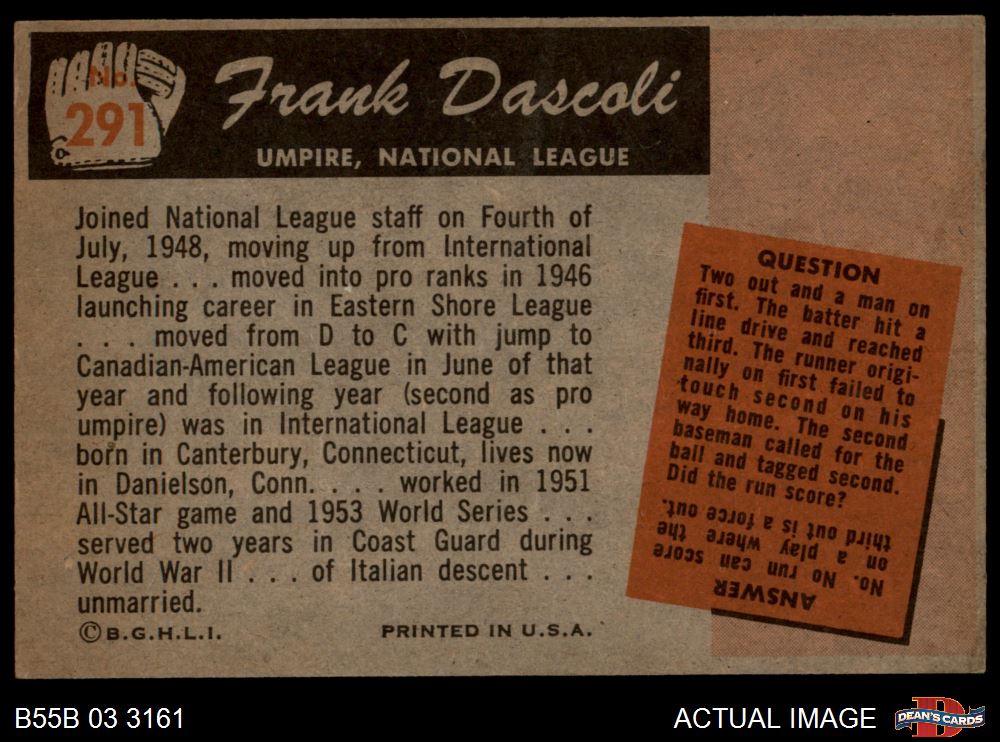 No.
291
Frank Dascoli
UMPIRE, NATIONAL LEAGUE
Joined National League staff on Fourth of
July, 1948, moving up from International
League . . . moved into pro ranks in 1946
launching career in Eastern Shore League
. . . moved from D to C with jump to
Canadian-American League in June of that
year and following year (second as pro
umpire) was in International League . . .
born in Canterbury, Connecticut, lives now
in Danielson, Conn. . . . worked in 1951
All-Star game and 1953 World Series . . .
served two years in Coast Guard during
World War II . . . of Italian descent . . .
unmarried.
© B.G.H.L.I.
PRINTED IN U.S.A.
QUESTION
Two out and a man on
first. The batter hit a
line drive and reached
third. The runner origi-
nally on first failed to
touch second on his
way home. The second
baseman called for the
ball and tagged second.
Did the run score?
ANSWER
No. No run can score
on a play where the
third out is a force out.
B55B 03 3161
ACTUAL IMAGE
D
DEAN'S CARDS